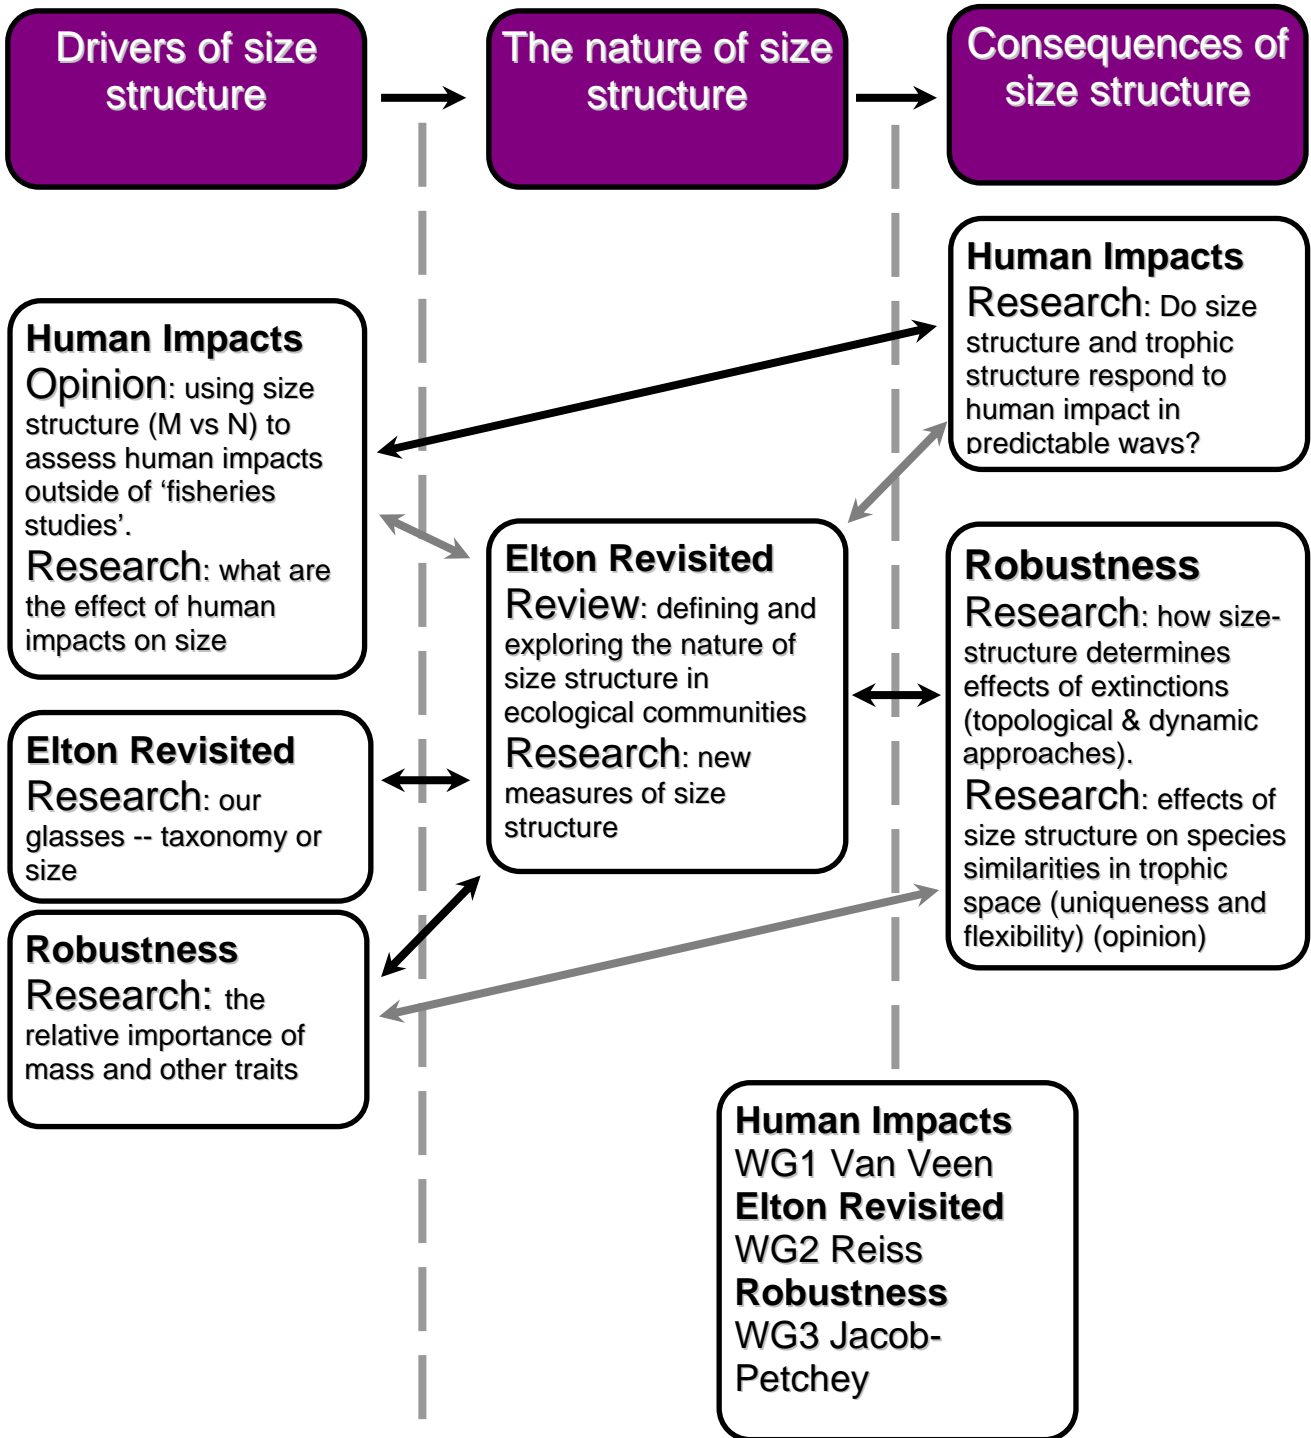 Drivers of size
structure
The nature of size
structure
Consequences of
size structure
Human Impacts
Opinion: using size
structure (M vs N) to
assess human impacts
outside of ‘fisheries
studies’.
Research: what are
the effect of human
impacts on size
Elton Revisited
Research: our
glasses -- taxonomy or
size
Robustness
Research: the
relative importance of
mass and other traits
Elton Revisited
Review: defining and
exploring the nature of
size structure in
ecological communities
Research: new
measures of size
structure
Human Impacts
Research: Do size
structure and trophic
structure respond to
human impact in
predictable ways?
Robustness
Research: how size-
structure determines
effects of extinctions
(topological & dynamic
approaches).
Research: effects of
size structure on species
similarities in trophic
space (uniqueness and
flexibility) (opinion)
Human Impacts
WG1 Van Veen
Elton Revisited
WG2 Reiss
Robustness
WG3 Jacob-
Petchey